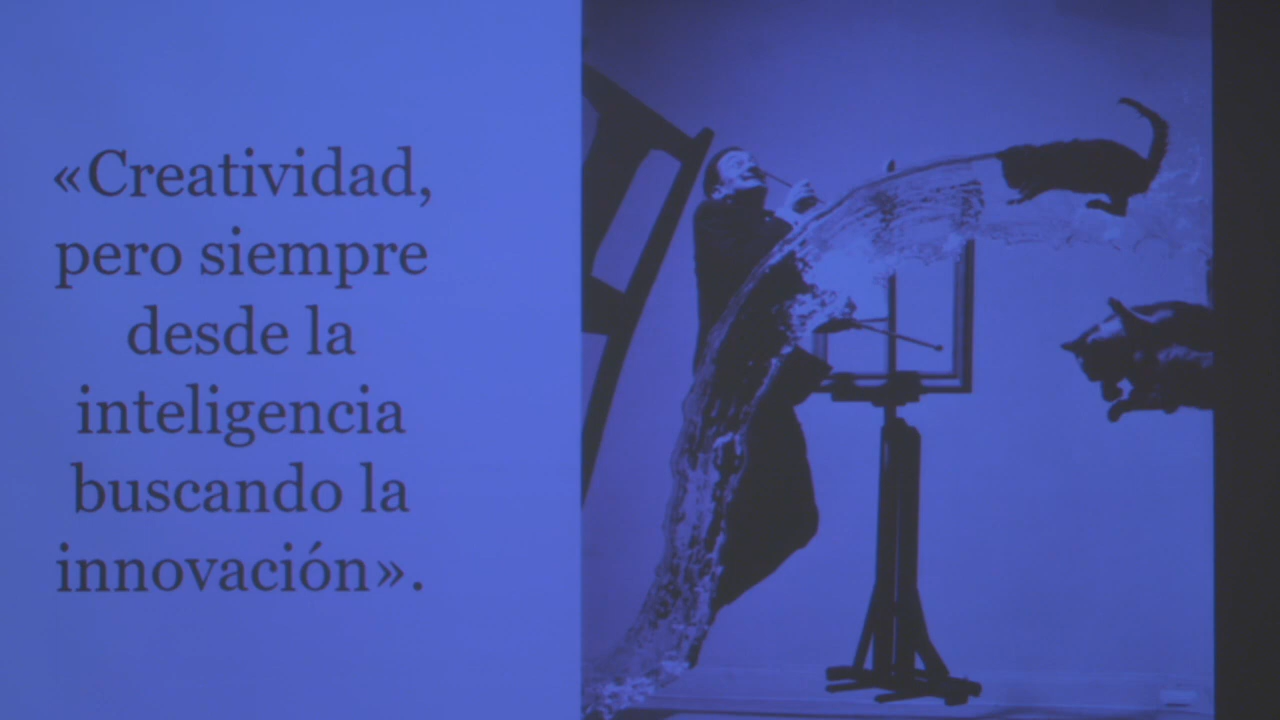 «Creatividad,
pero siempre
desde la
inteligencia
buscando la
innovación».